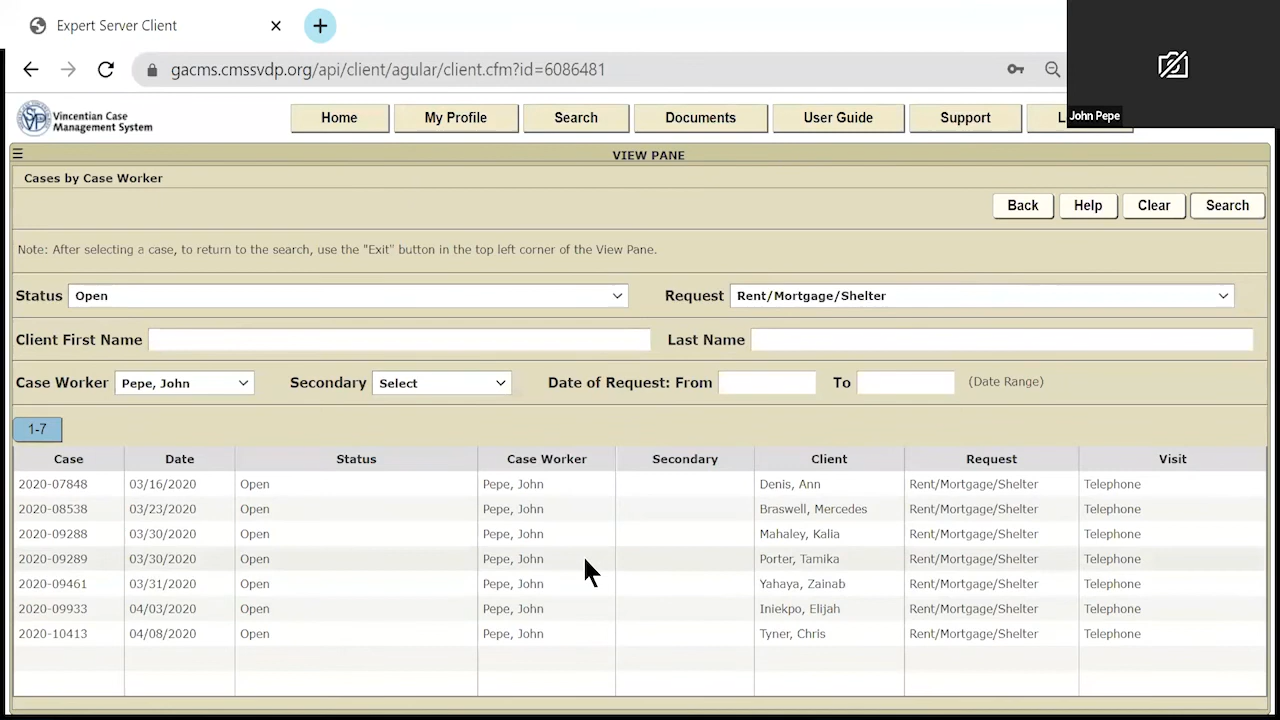 Expert Server Client
gacms.cmssvdp.org/api/client/agular/client.cfm?id=6086481
John Pepe
Vincentian Case
Management System
Home My Profile Search Documents User Guide Support L
VIEW PANE
Cases by Case Worker
Back Help Clear Search
Note: After selecting a case, to return to the search, use the "Exit" button in the top left corner of the View Pane.
Status Open Request Rent/Mortgage/Shelter
Client First Name Last Name
Case Worker Pepe, John Secondary Select Date of Request: From To (Date Range)
1-7
Case Date Status Case Worker Secondary Client Request Visit
2020-07848 03/16/2020 Open Pepe, John Denis, Ann Rent/Mortgage/Shelter Telephone
2020-08538 03/23/2020 Open Pepe, John Braswell, Mercedes Rent/Mortgage/Shelter Telephone
2020-09288 03/30/2020 Open Pepe, John Mahaley, Kalia Rent/Mortgage/Shelter Telephone
2020-09289 03/30/2020 Open Pepe, John Porter, Tamika Rent/Mortgage/Shelter Telephone
2020-09461 03/31/2020 Open Pepe, John Yahaya, Zainab Rent/Mortgage/Shelter Telephone
2020-09933 04/03/2020 Open Pepe, John Iniekpo, Elijah Rent/Mortgage/Shelter Telephone
2020-10413 04/08/2020 Open Pepe, John Tyner, Chris Rent/Mortgage/Shelter Telephone